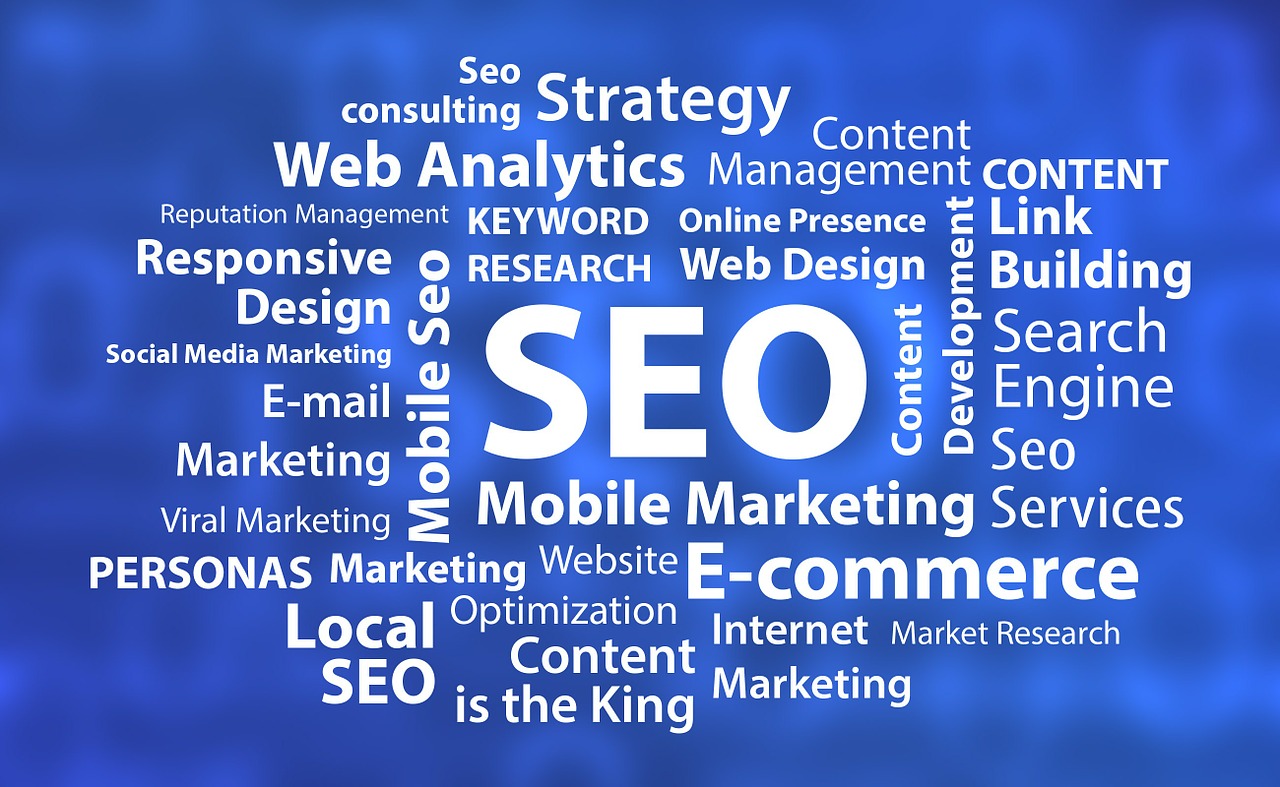 Seo
consulting
Strategy
Web Analytics
Content
Management
CONTENT
Reputation Management
KEYWORD
RESEARCH
Online Presence
Web Design
Link
Building
Responsive
Design
Social Media Marketing
E-mail
Marketing
Viral Marketing
Mobile Seo
SEO
Content
Development
Search
Engine
Seo
Services
Mobile Marketing
PERSONAS
Marketing
Website
Optimization
E-commerce
Local
SEO
Content
is the King
Internet
Marketing
Market Research